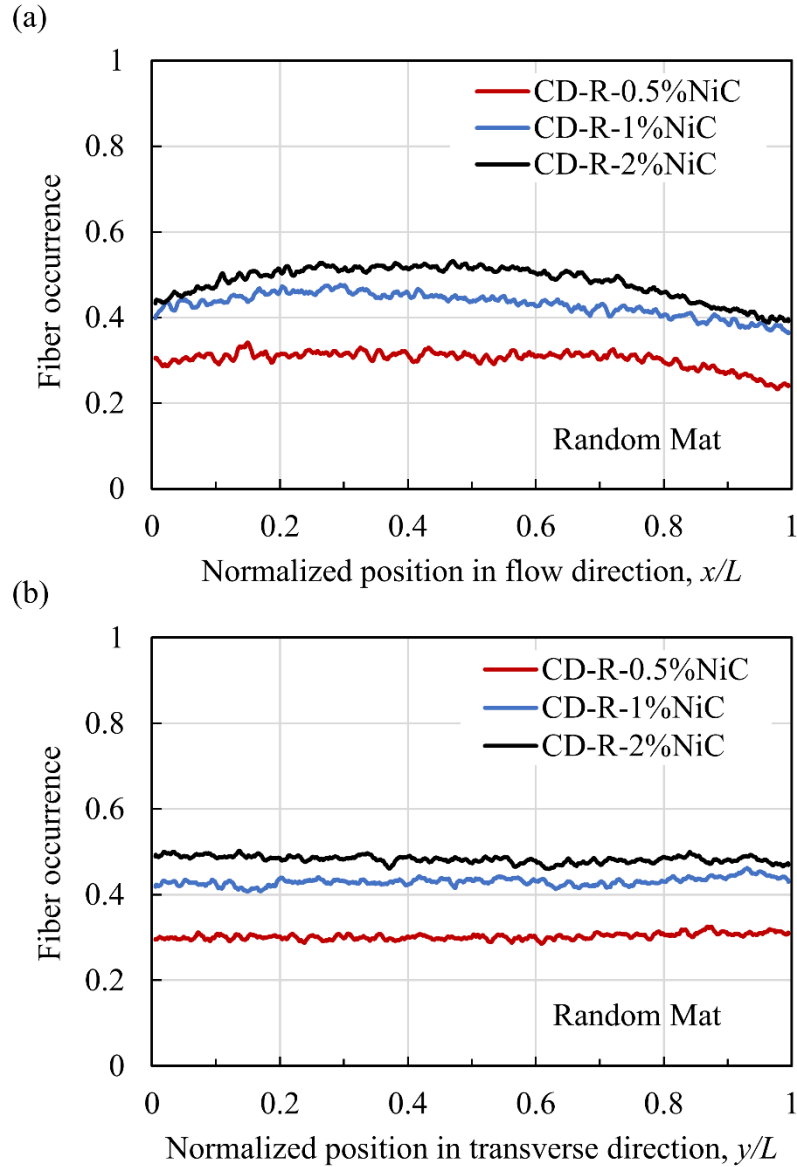 (a)
1
0.8
0.6
0.4
0.2
0
Fiber occurrence
CD-R-0.5%NiC
CD-R-1%NiC
CD-R-2%NiC
Random Mat
0 0.2 0.4 0.6 0.8 1
Normalized position in flow direction, x/L
(b)
1
0.8
0.6
0.4
0.2
0
Fiber occurrence
CD-R-0.5%NiC
CD-R-1%NiC
CD-R-2%NiC
Random Mat
0 0.2 0.4 0.6 0.8 1
Normalized position in transverse direction, y/L